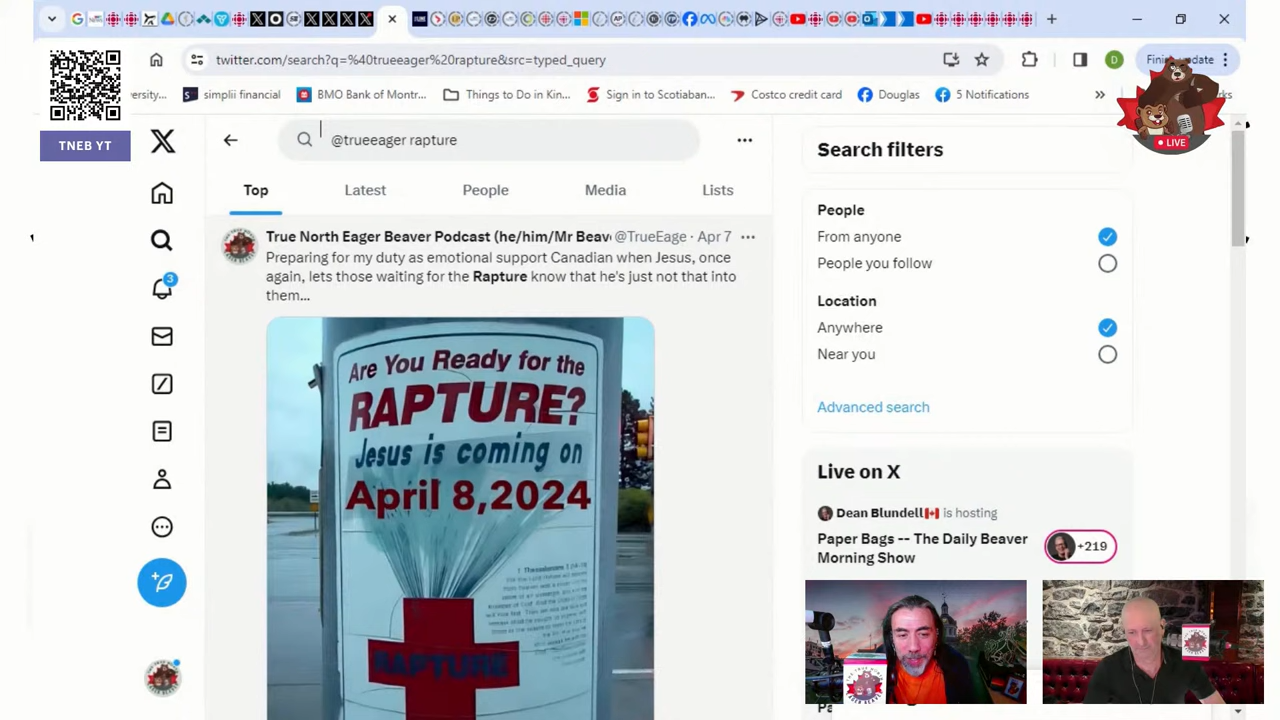 twitter.com/search?q=%40trueeager%20rapture&src=typed_query
Finish update
simplii financial
BMO Bank of Montr...
Things to Do in Kin...
Sign in to Scotiaban...
Costco credit card
Douglas
5 Notifications
»
TNEB YT
LIVE
@trueeager rapture
Top
Latest
People
Media
Lists
True North Eager Beaver Podcast (he/him/Mr Beav @TrueEage · Apr 7
Preparing for my duty as emotional support Canadian when Jesus, once
again, lets those waiting for the Rapture know that he's just not that into
them...
Are You Ready for the
RAPTURE?
Jesus is coming on
April 8,2024
RAPTURE
3
Search filters
People
From anyone
People you follow
Location
Anywhere
Near you
Advanced search
Live on X
Dean Blundell is hosting
Paper Bags -- The Daily Beaver
Morning Show
+219